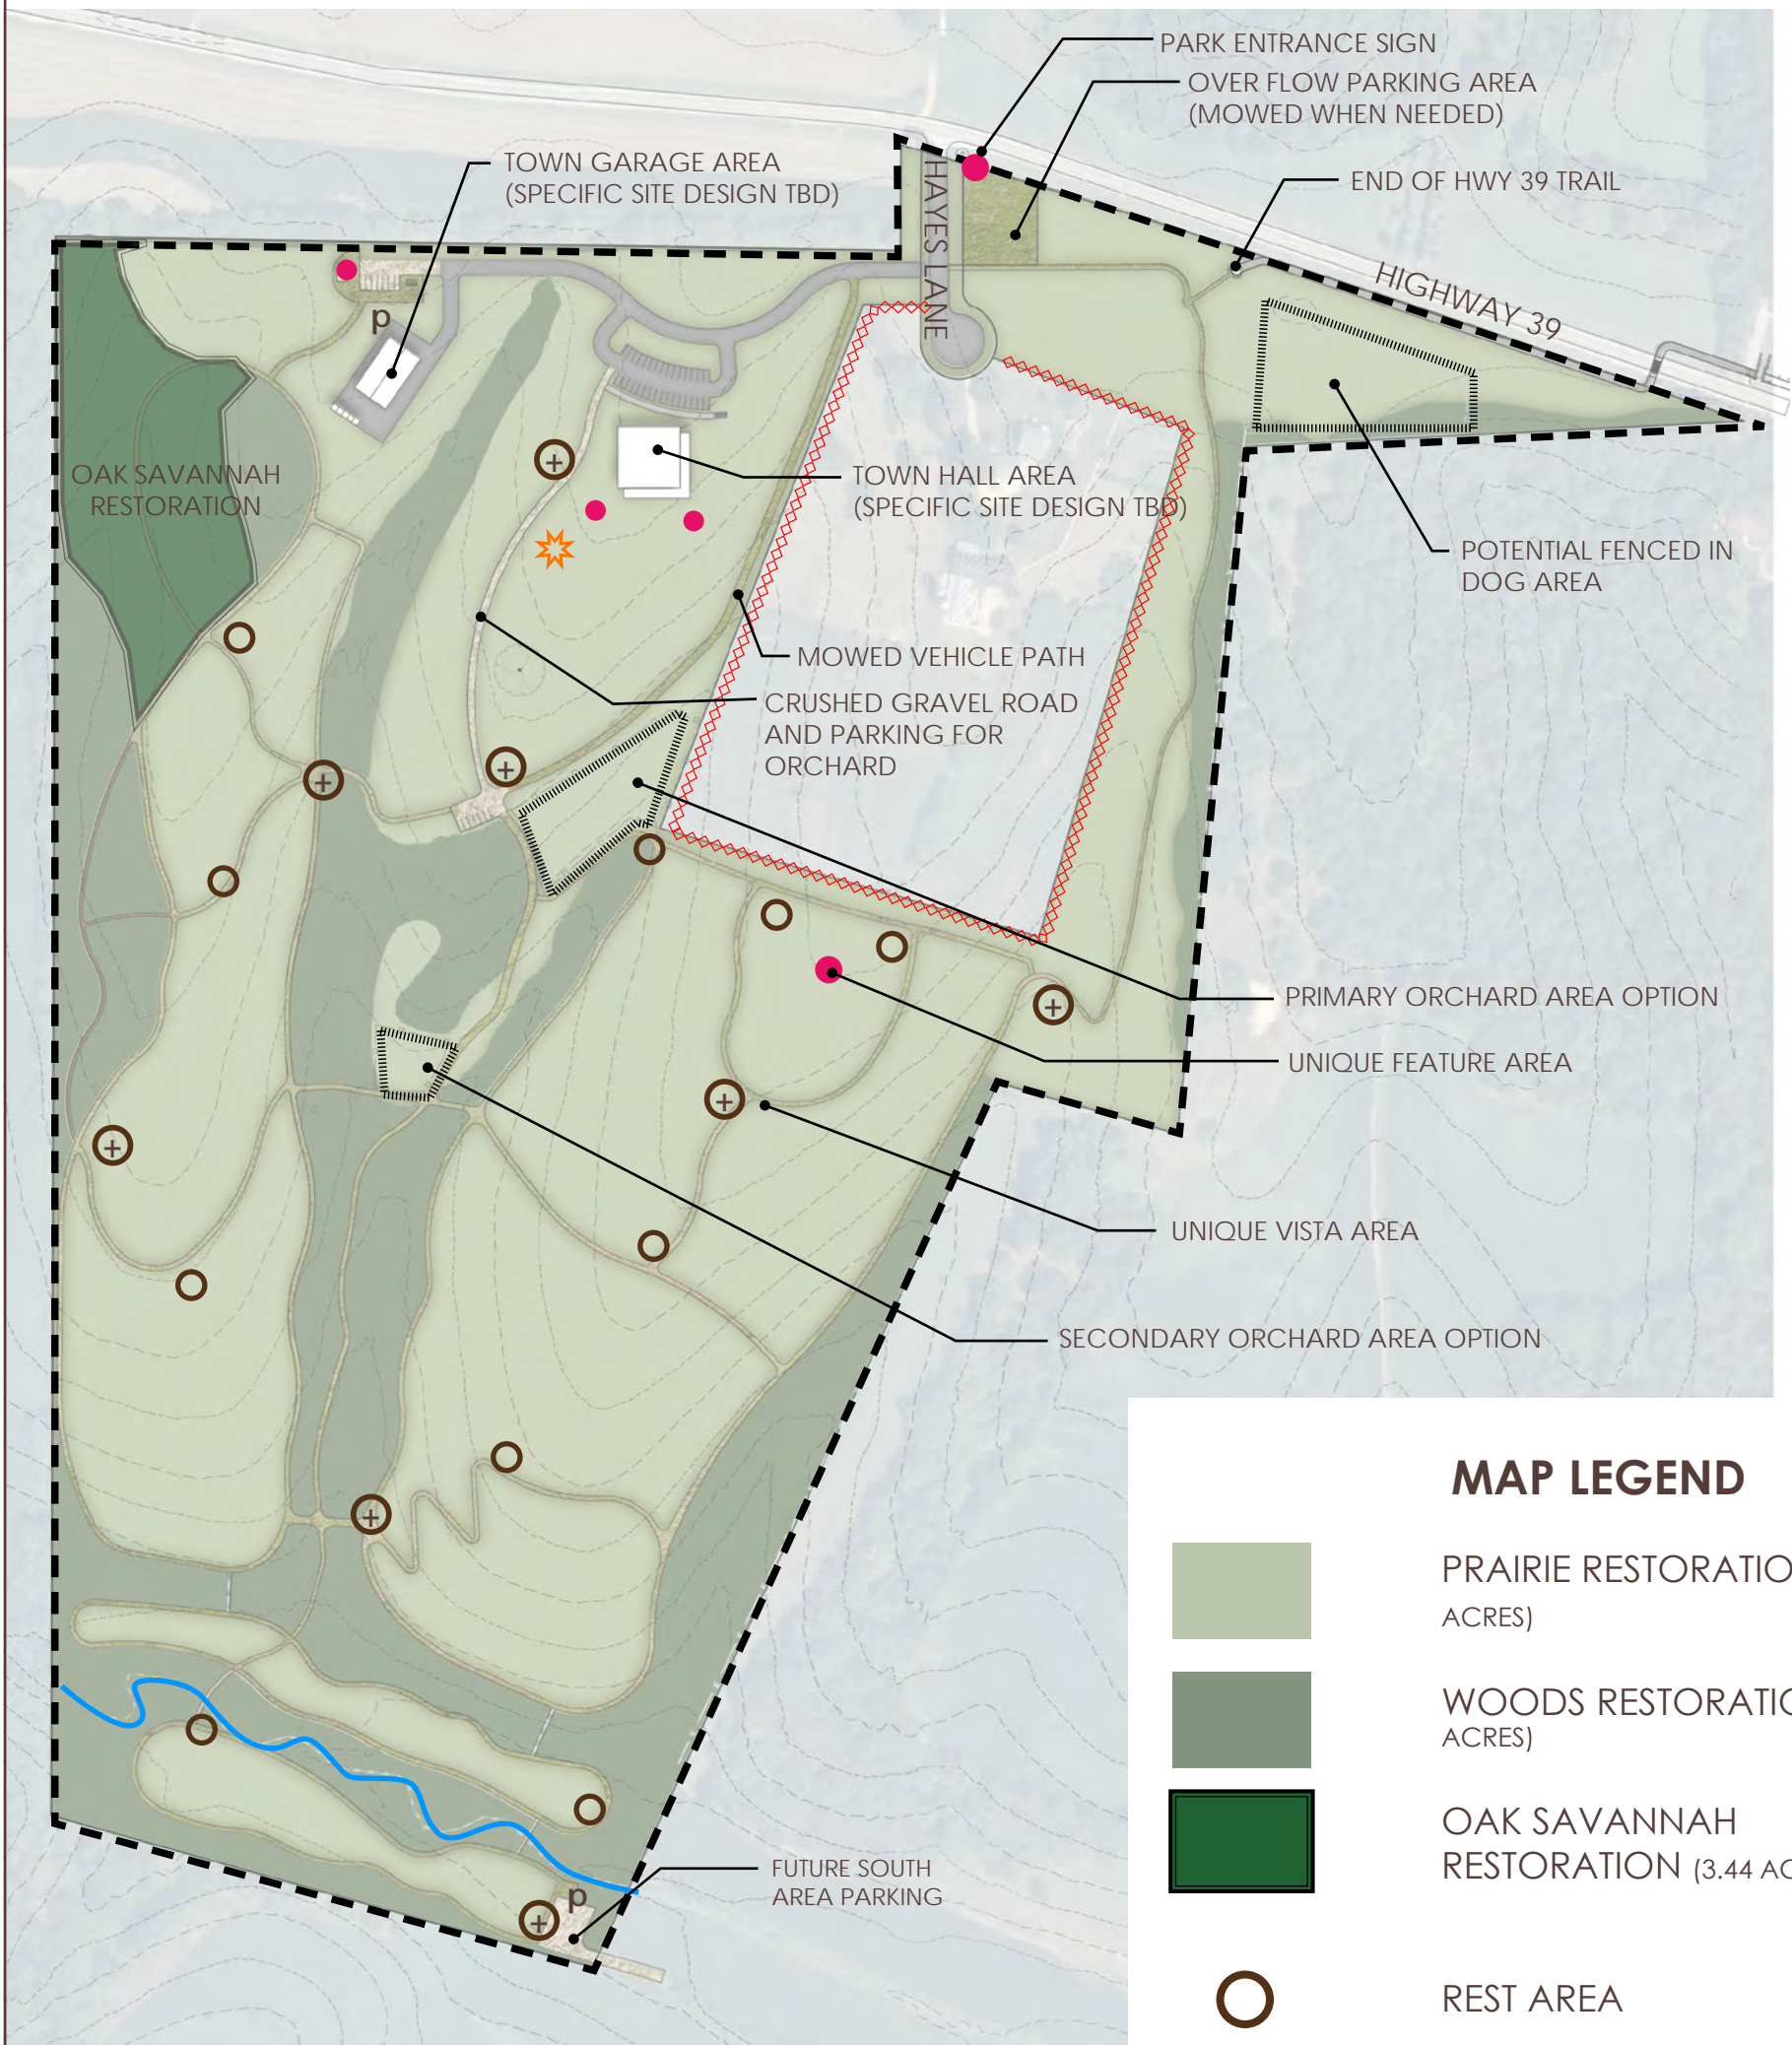 PARK ENTRANCE SIGN
OVER FLOW PARKING AREA
(MOWED WHEN NEEDED)
TOWN GARAGE AREA
(SPECIFIC SITE DESIGN TBD)
END OF HWY 39 TRAIL
HAYES LANE
HIGHWAY 39
p
OAK SAVANNAH
RESTORATION
TOWN HALL AREA
(SPECIFIC SITE DESIGN TBD)
POTENTIAL FENCED IN
DOG AREA
MOWED VEHICLE PATH
CRUSHED GRAVEL ROAD
AND PARKING FOR
ORCHARD
PRIMARY ORCHARD AREA OPTION
UNIQUE FEATURE AREA
UNIQUE VISTA AREA
SECONDARY ORCHARD AREA OPTION
FUTURE SOUTH
AREA PARKING
p
MAP LEGEND
PRAIRIE RESTORATIO
ACRES)
WOODS RESTORATIO
ACRES)
OAK SAVANNAH
RESTORATION (3.44 AC
REST AREA